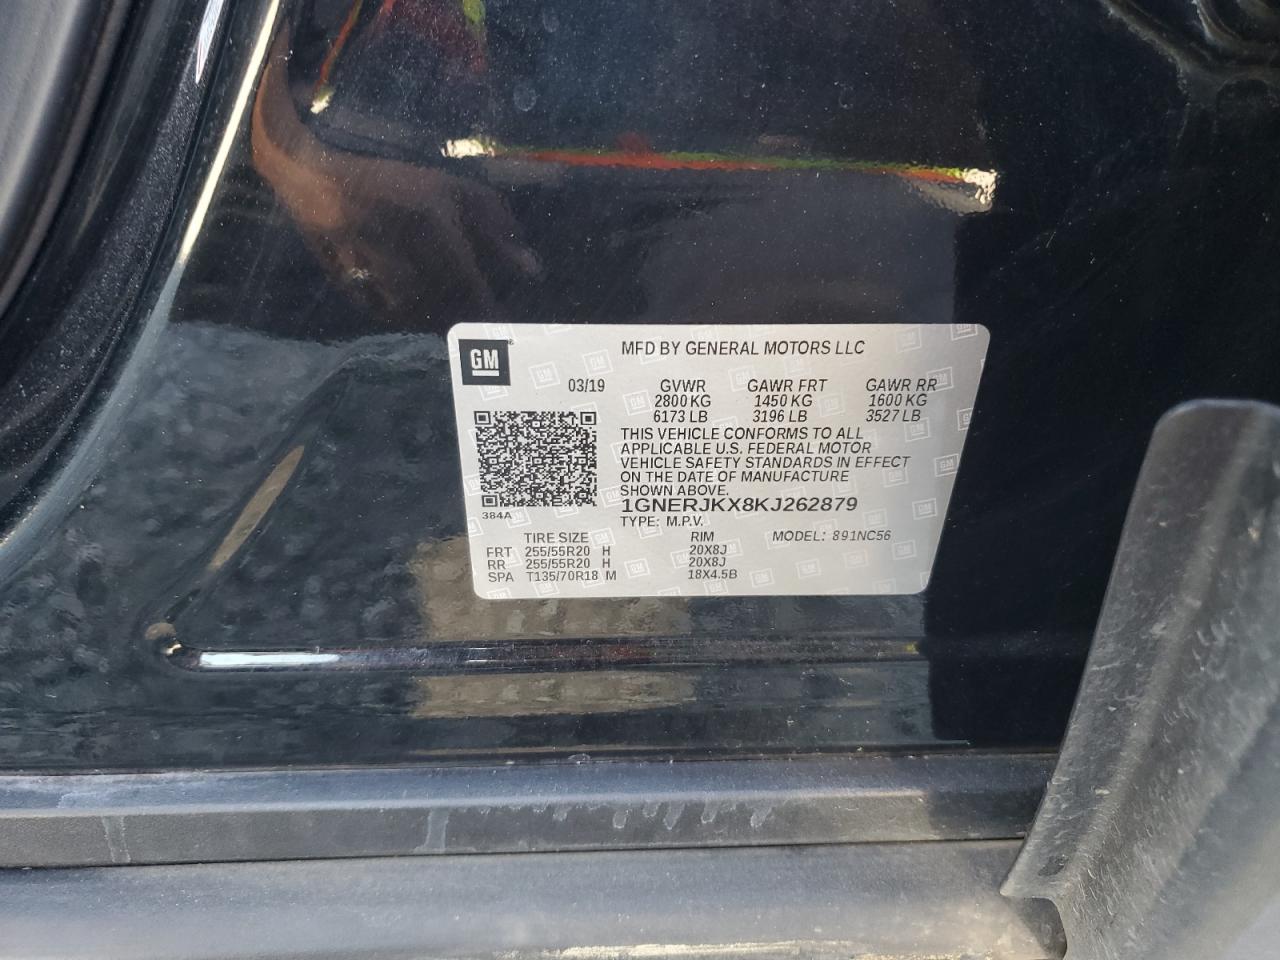 GM
MFD BY GENERAL MOTORS LLC
03/19 GVWR GAWR FRT GAWR RR
2800 KG 1450 KG 1600 KG
6173 LB 3196 LB 3527 LB
THIS VEHICLE CONFORMS TO ALL
APPLICABLE U.S. FEDERAL MOTOR
VEHICLE SAFETY STANDARDS IN EFFECT
ON THE DATE OF MANUFACTURE
SHOWN ABOVE.
1GNERJKX8KJ262879
384A
TYPE: M.P.V.
TIRE SIZE RIM MODEL: 891NC56
FRT 255/55R20 H 20X8J
RR 255/55R20 H 20X8J
SPA T135/70R18 M 18X4.5B